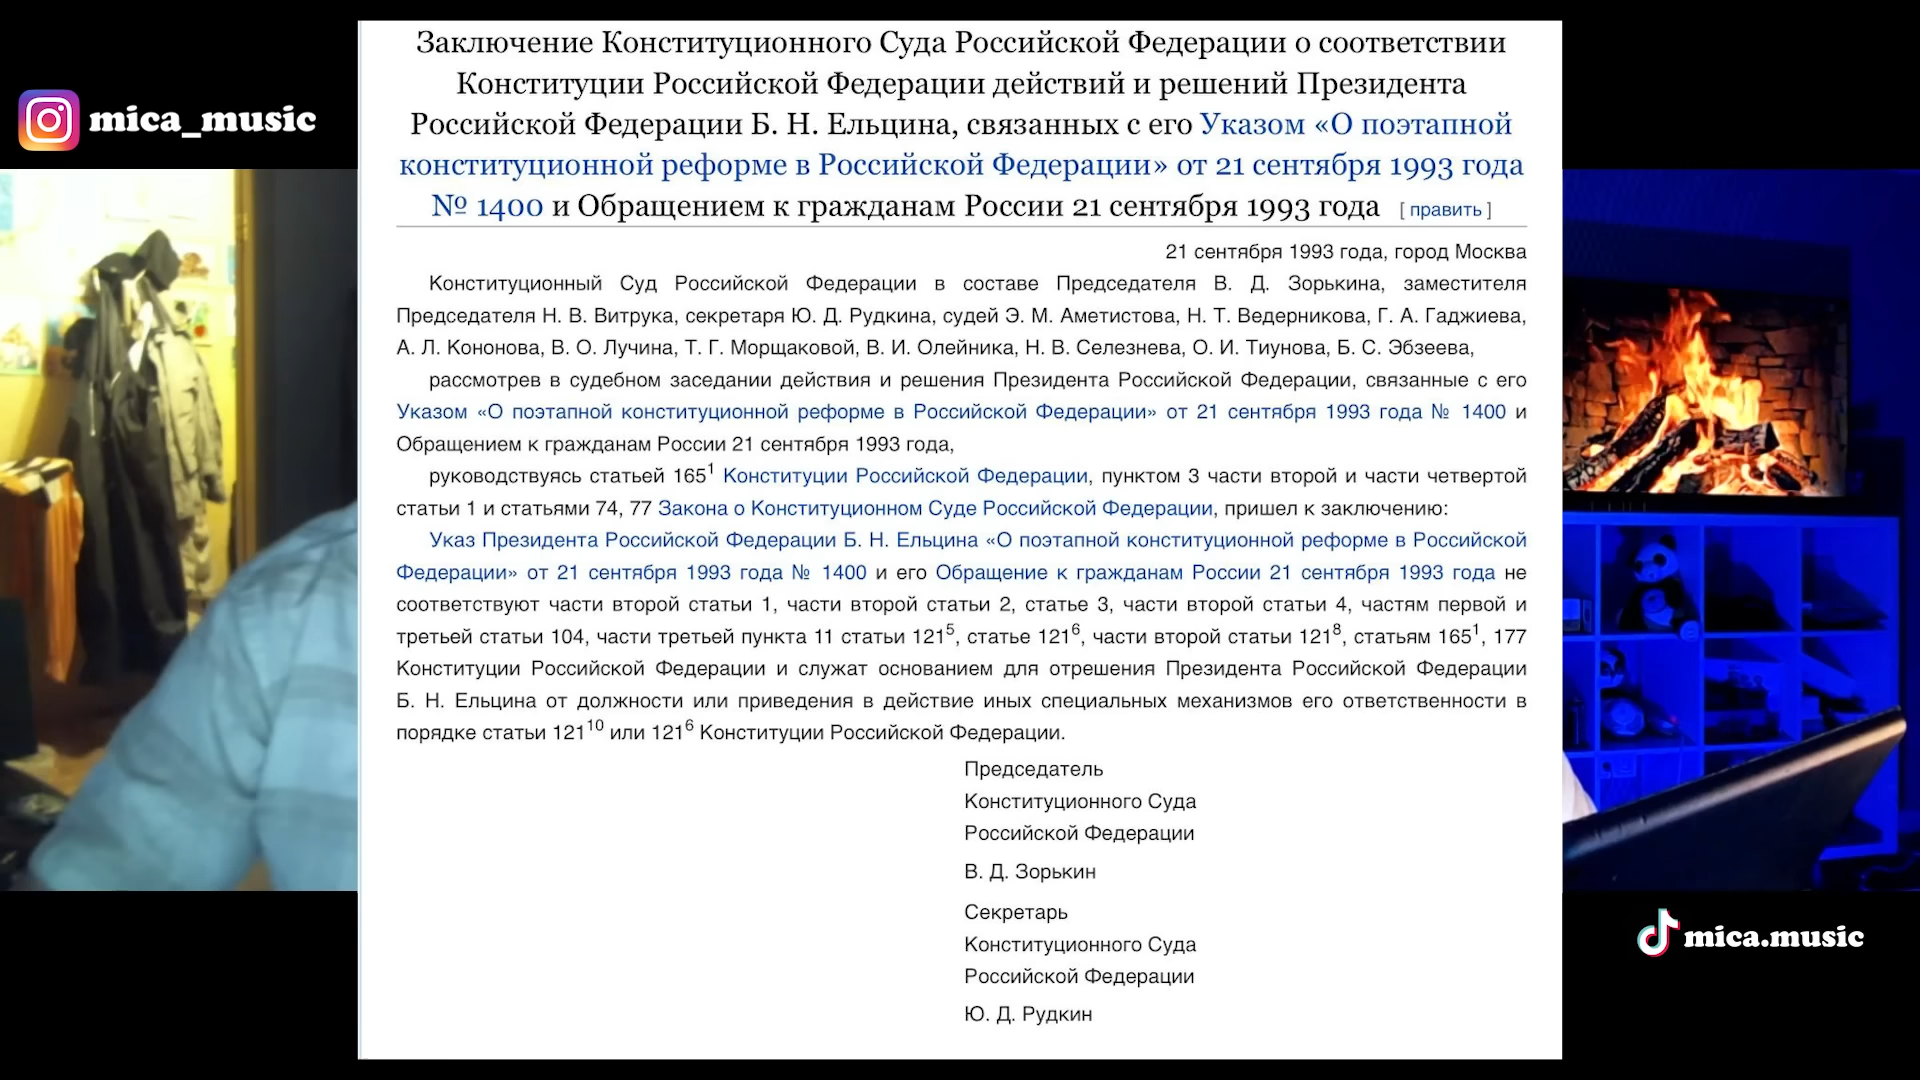 mica_music
Заключение Конституционного Суда Российской Федерации о соответствии
Конституции Российской Федерации действий и решений Президента
Российской Федерации Б. Н. Ельцина, связанных с его Указом «О поэтапной
конституционной реформе в Российской Федерации» от 21 сентября 1993 года
№ 1400 и Обращением к гражданам России 21 сентября 1993 года [ править ]
21 сентября 1993 года, город Москва
Конституционный Суд Российской Федерации в составе Председателя В. Д. Зорькина, заместителя
Председателя Н. В. Витрука, секретаря Ю. Д. Рудкина, судей Э. М. Аметистова, Н. Т. Ведерникова, Г. А. Гаджиева,
А. Л. Кононова, В. О. Лучина, Т. Г. Морщаковой, В. И. Олейника, Н. В. Селезнева, О. И. Тиунова, Б. С. Эбзеева,
рассмотрев в судебном заседании действия и решения Президента Российской Федерации, связанные с его
Указом «О поэтапной конституционной реформе в Российской Федерации» от 21 сентября 1993 года № 1400 и
Обращением к гражданам России 21 сентября 1993 года,
руководствуясь статьей 165¹ Конституции Российской Федерации, пунктом 3 части второй и части четвертой
статьи 1 и статьями 74, 77 Закона о Конституционном Суде Российской Федерации, пришел к заключению:
Указ Президента Российской Федерации Б. Н. Ельцина «О поэтапной конституционной реформе в Российской
Федерации» от 21 сентября 1993 года № 1400 и его Обращение к гражданам России 21 сентября 1993 года не
соответствуют части второй статьи 1, части второй статьи 2, статье 3, части второй статьи 4, частям первой и
третьей статьи 104, части третьей пункта 11 статьи 121⁵, статье 121⁶, части второй статьи 121⁸, статьям 165¹, 177
Конституции Российской Федерации и служат основанием для отрешения Президента Российской Федерации
Б. Н. Ельцина от должности или приведения в действие иных специальных механизмов его ответственности в
порядке статьи 121¹⁰ или 121⁶ Конституции Российской Федерации.
Председатель
Конституционного Суда
Российской Федерации
В. Д. Зорькин
Секретарь
Конституционного Суда
Российской Федерации
Ю. Д. Рудкин
mica.music